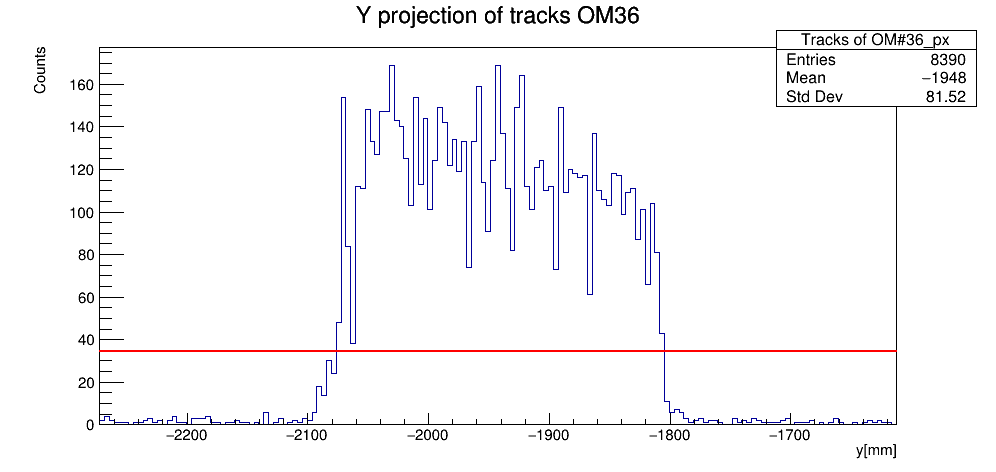 Y projection of tracks OM36
Tracks of OM#36_px
Entries 8390
Mean −1948
Std Dev 81.52
Counts
160
140
120
100
80
60
40
20
0
−2200 −2100 −2000 −1900 −1800 −1700
y[mm]